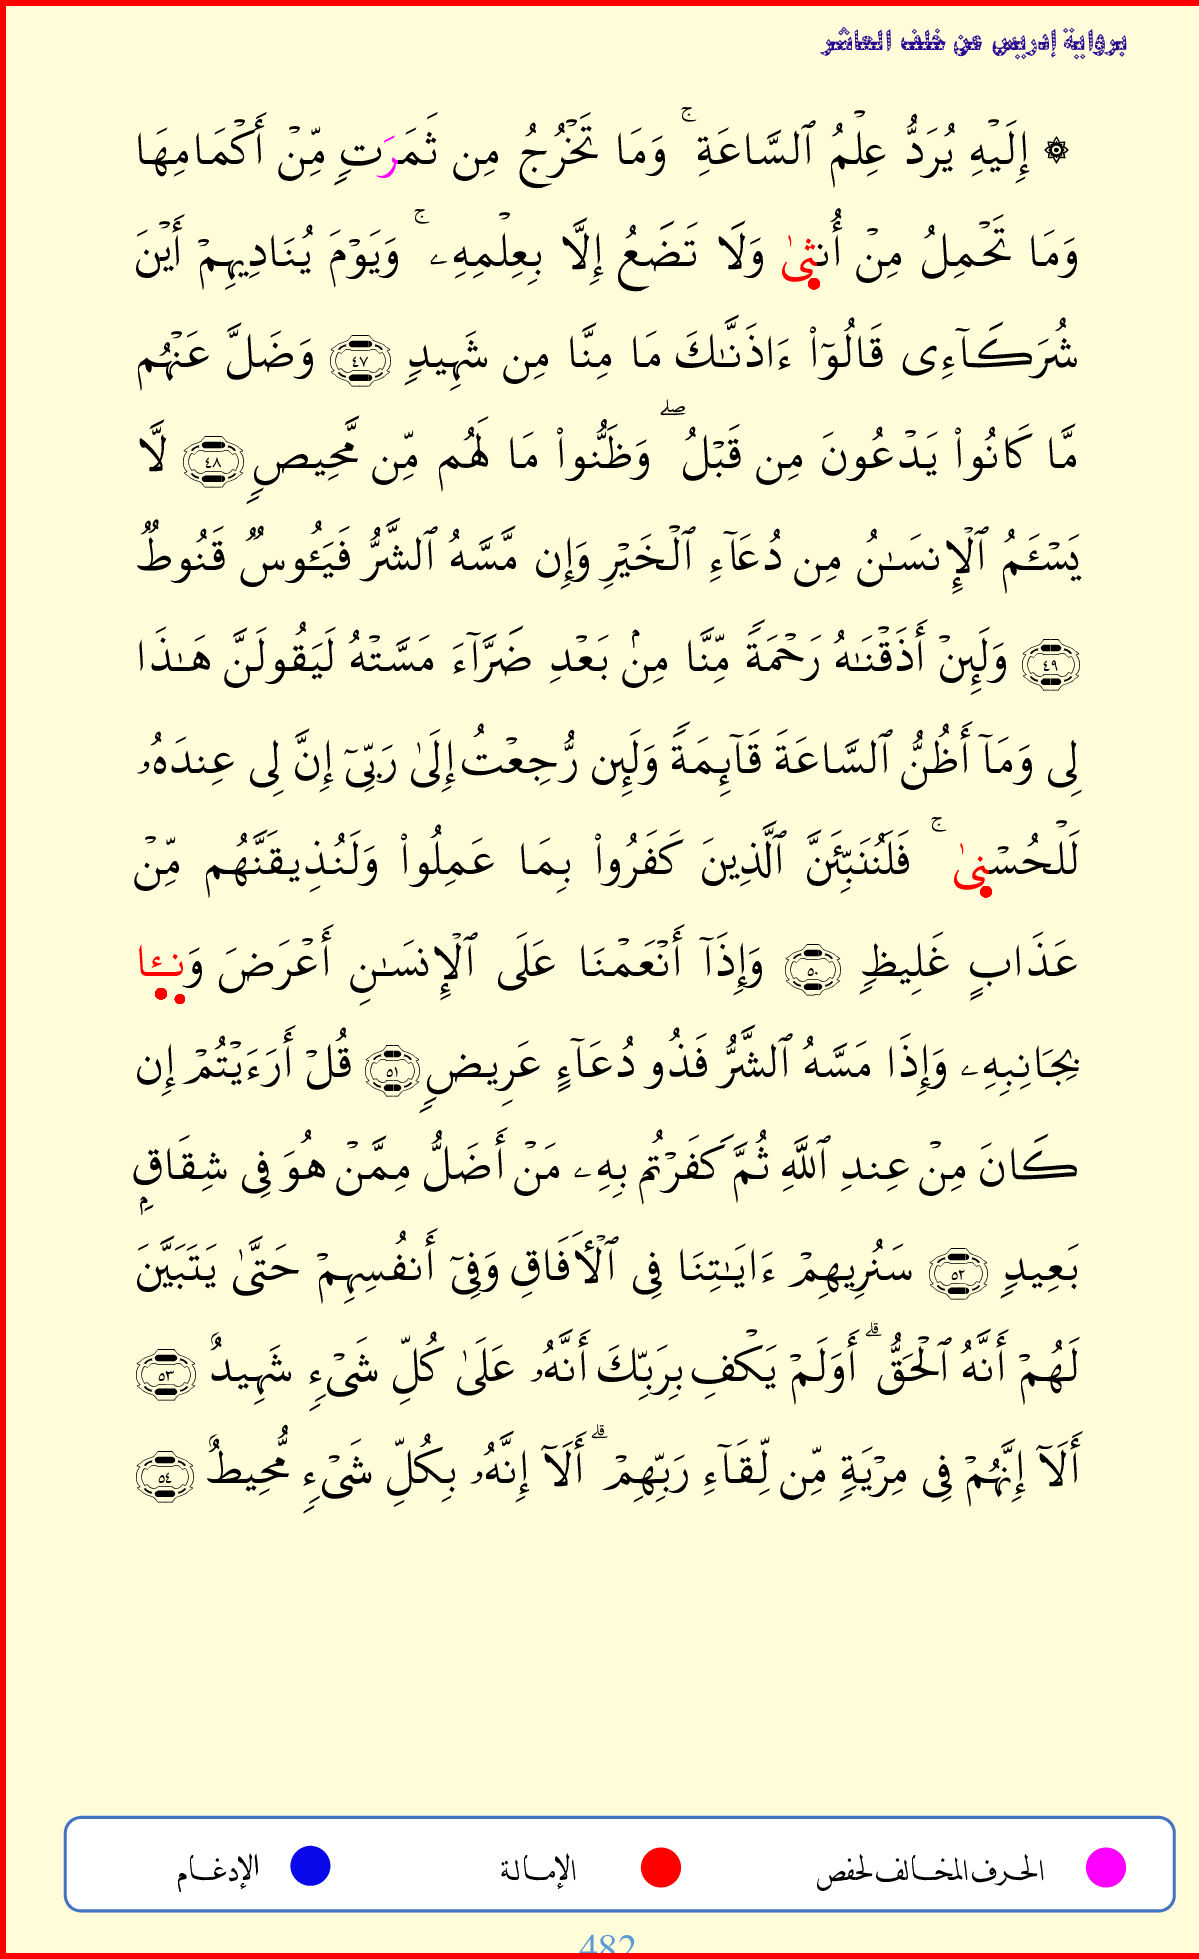 برواية إدريس عن خلف العاشر
۞ إِلَيۡهِ يُرَدُّ عِلۡمُ ٱلسَّاعَةِۚ وَمَا تَخۡرُجُ مِن ثَمَرَتٖ مِّنۡ أَكۡمَامِهَا
وَمَا تَحۡمِلُ مِنۡ أُنثىٰ وَلَا تَضَعُ إِلَّا بِعِلۡمِهِۦۚ وَيَوۡمَ يُنَادِيهِمۡ أَيۡنَ
شُرَكَآءِى قَالُوٓاْ ءَاذَنَّٰكَ مَا مِنَّا مِن شَهِيدٖ ٤٧ وَضَلَّ عَنۡهُم
مَّا كَانُواْ يَدۡعُونَ مِن قَبۡلُۖ وَظَنُّواْ مَا لَهُم مِّن مَّحِيصٖ ٤٨ لَّا
يَسۡـَٔمُ ٱلۡإِنسَٰنُ مِن دُعَآءِ ٱلۡخَيۡرِ وَإِن مَّسَّهُ ٱلشَّرُّ فَيَـُٔوسٞ قَنُوطٞ
٤٩ وَلَئِنۡ أَذَقۡنَٰهُ رَحۡمَةٗ مِّنَّا مِنۢ بَعۡدِ ضَرَّآءَ مَسَّتۡهُ لَيَقُولَنَّ هَٰذَا
لِى وَمَآ أَظُنُّ ٱلسَّاعَةَ قَآئِمَةٗ وَلَئِن رُّجِعۡتُ إِلَىٰ رَبِّىٓ إِنَّ لِى عِندَهُۥ
لَلۡحُسۡنىٰۚ فَلَنُنَبِّئَنَّ ٱلَّذِينَ كَفَرُواْ بِمَا عَمِلُواْ وَلَنُذِيقَنَّهُم مِّنۡ
عَذَابٍ غَلِيظٖ ٥٠ وَإِذَآ أَنۡعَمۡنَا عَلَى ٱلۡإِنسَٰنِ أَعۡرَضَ وَنـِٔا
بِجَانِبِهِۦ وَإِذَا مَسَّهُ ٱلشَّرُّ فَذُو دُعَآءٍ عَرِيضٖ ٥١ قُلۡ أَرَءَيۡتُمۡ إِن
كَانَ مِنۡ عِندِ ٱللَّهِ ثُمَّ كَفَرۡتُم بِهِۦ مَنۡ أَضَلُّ مِمَّنۡ هُوَ فِى شِقَاقِۭ
بَعِيدٖ ٥٢ سَنُرِيهِمۡ ءَايَٰتِنَا فِى ٱلۡأٓفَاقِ وَفِىٓ أَنفُسِهِمۡ حَتَّىٰ يَتَبَيَّنَ
لَهُمۡ أَنَّهُ ٱلۡحَقُّۗ أَوَلَمۡ يَكۡفِ بِرَبِّكَ أَنَّهُۥ عَلَىٰ كُلِّ شَىۡءٖ شَهِيدٌ ٥٣
أَلَآ إِنَّهُمۡ فِى مِرۡيَةٖ مِّن لِّقَآءِ رَبِّهِمۡۗ أَلَآ إِنَّهُۥ بِكُلِّ شَىۡءٖ مُّحِيطٌ ٥٤
الحرف المخالف لحفص الإمالة الإدغام
482